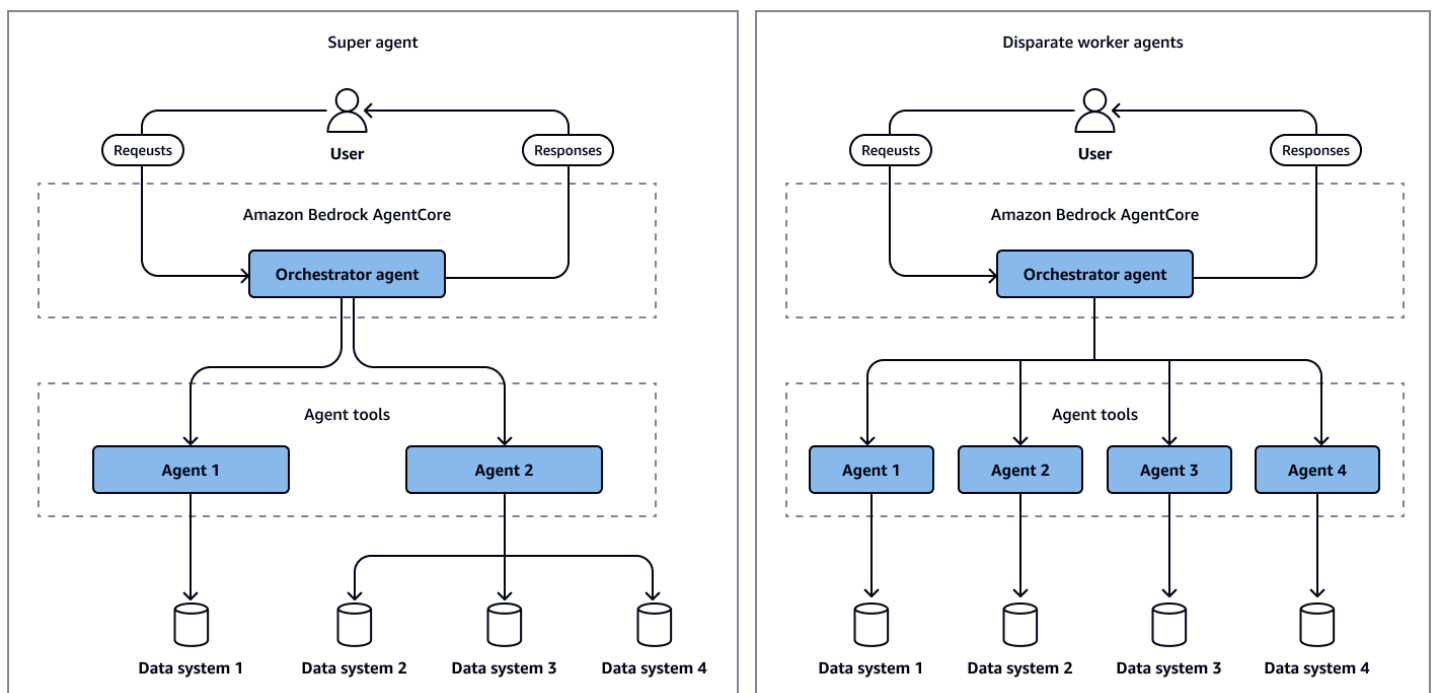 Super agent
Reqeusts
User
Responses
Amazon Bedrock AgentCore
Orchestrator agent
Agent tools
Agent 1
Agent 2
Data system 1
Data system 2
Data system 3
Data system 4
Disparate worker agents
Reqeusts
User
Responses
Amazon Bedrock AgentCore
Orchestrator agent
Agent tools
Agent 1
Agent 2
Agent 3
Agent 4
Data system 1
Data system 2
Data system 3
Data system 4